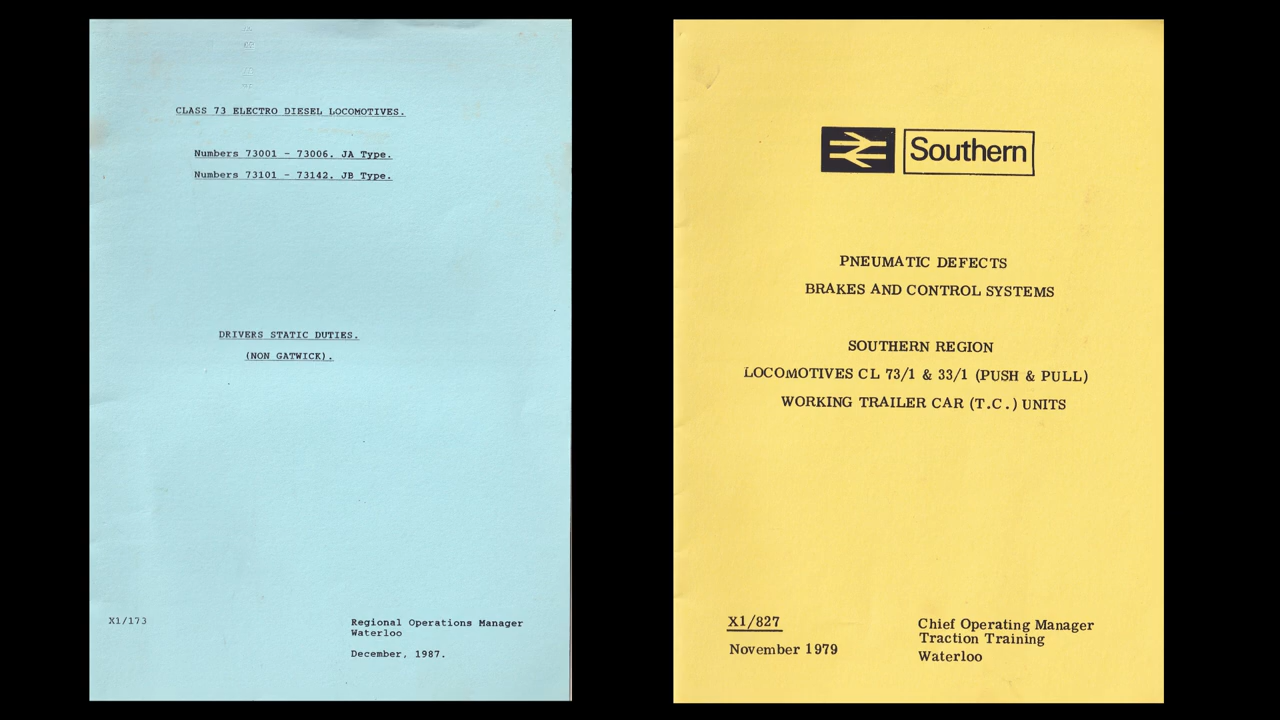 CLASS 73 ELECTRO DIESEL LOCOMOTIVES.
Numbers 73001 - 73006. JA Type.
Numbers 73101 - 73142. JB Type.
DRIVERS STATIC DUTIES.
(NON GATWICK).
X1/173
Regional Operations Manager
Waterloo
December, 1987.
Southern
PNEUMATIC DEFECTS
BRAKES AND CONTROL SYSTEMS
SOUTHERN REGION
LOCOMOTIVES CL 73/1 & 33/1 (PUSH & PULL)
WORKING TRAILER CAR (T.C.) UNITS
X1/827
November 1979
Chief Operating Manager
Traction Training
Waterloo